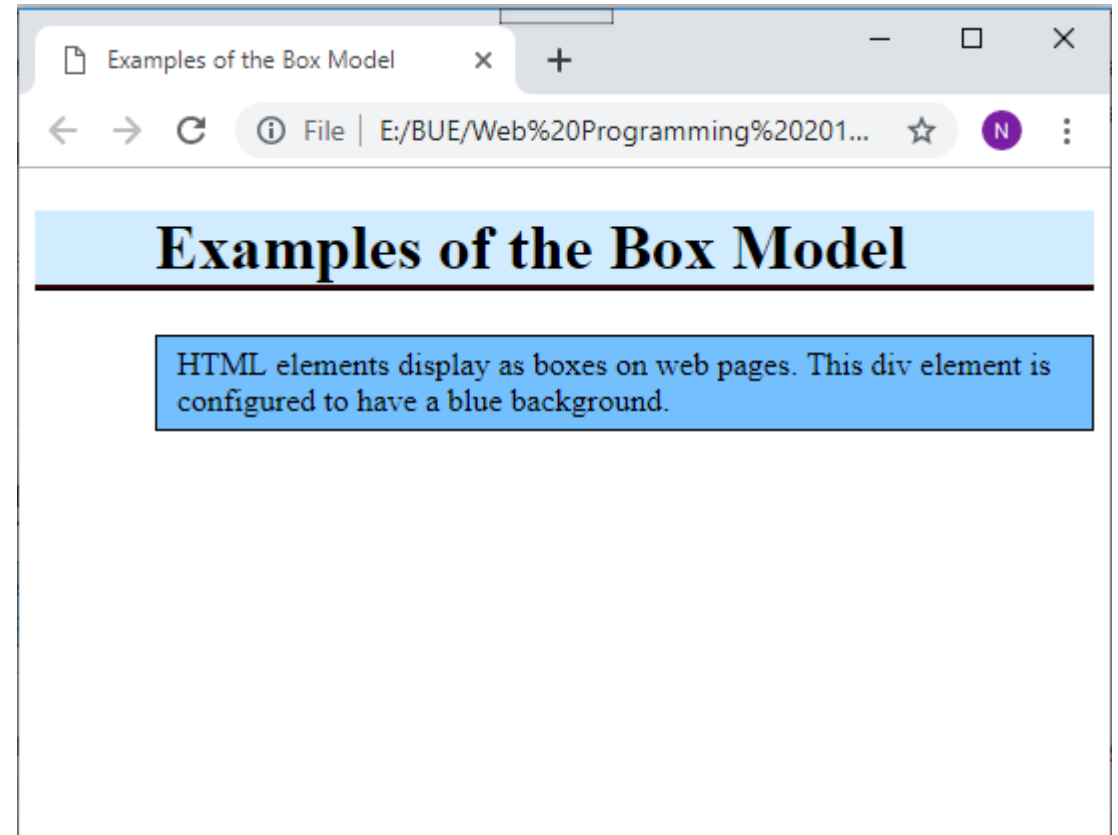 Examples of the Box Model
File | E:/BUE/Web%20Programming%20201...
N
Examples of the Box Model
HTML elements display as boxes on web pages. This div element is
configured to have a blue background.